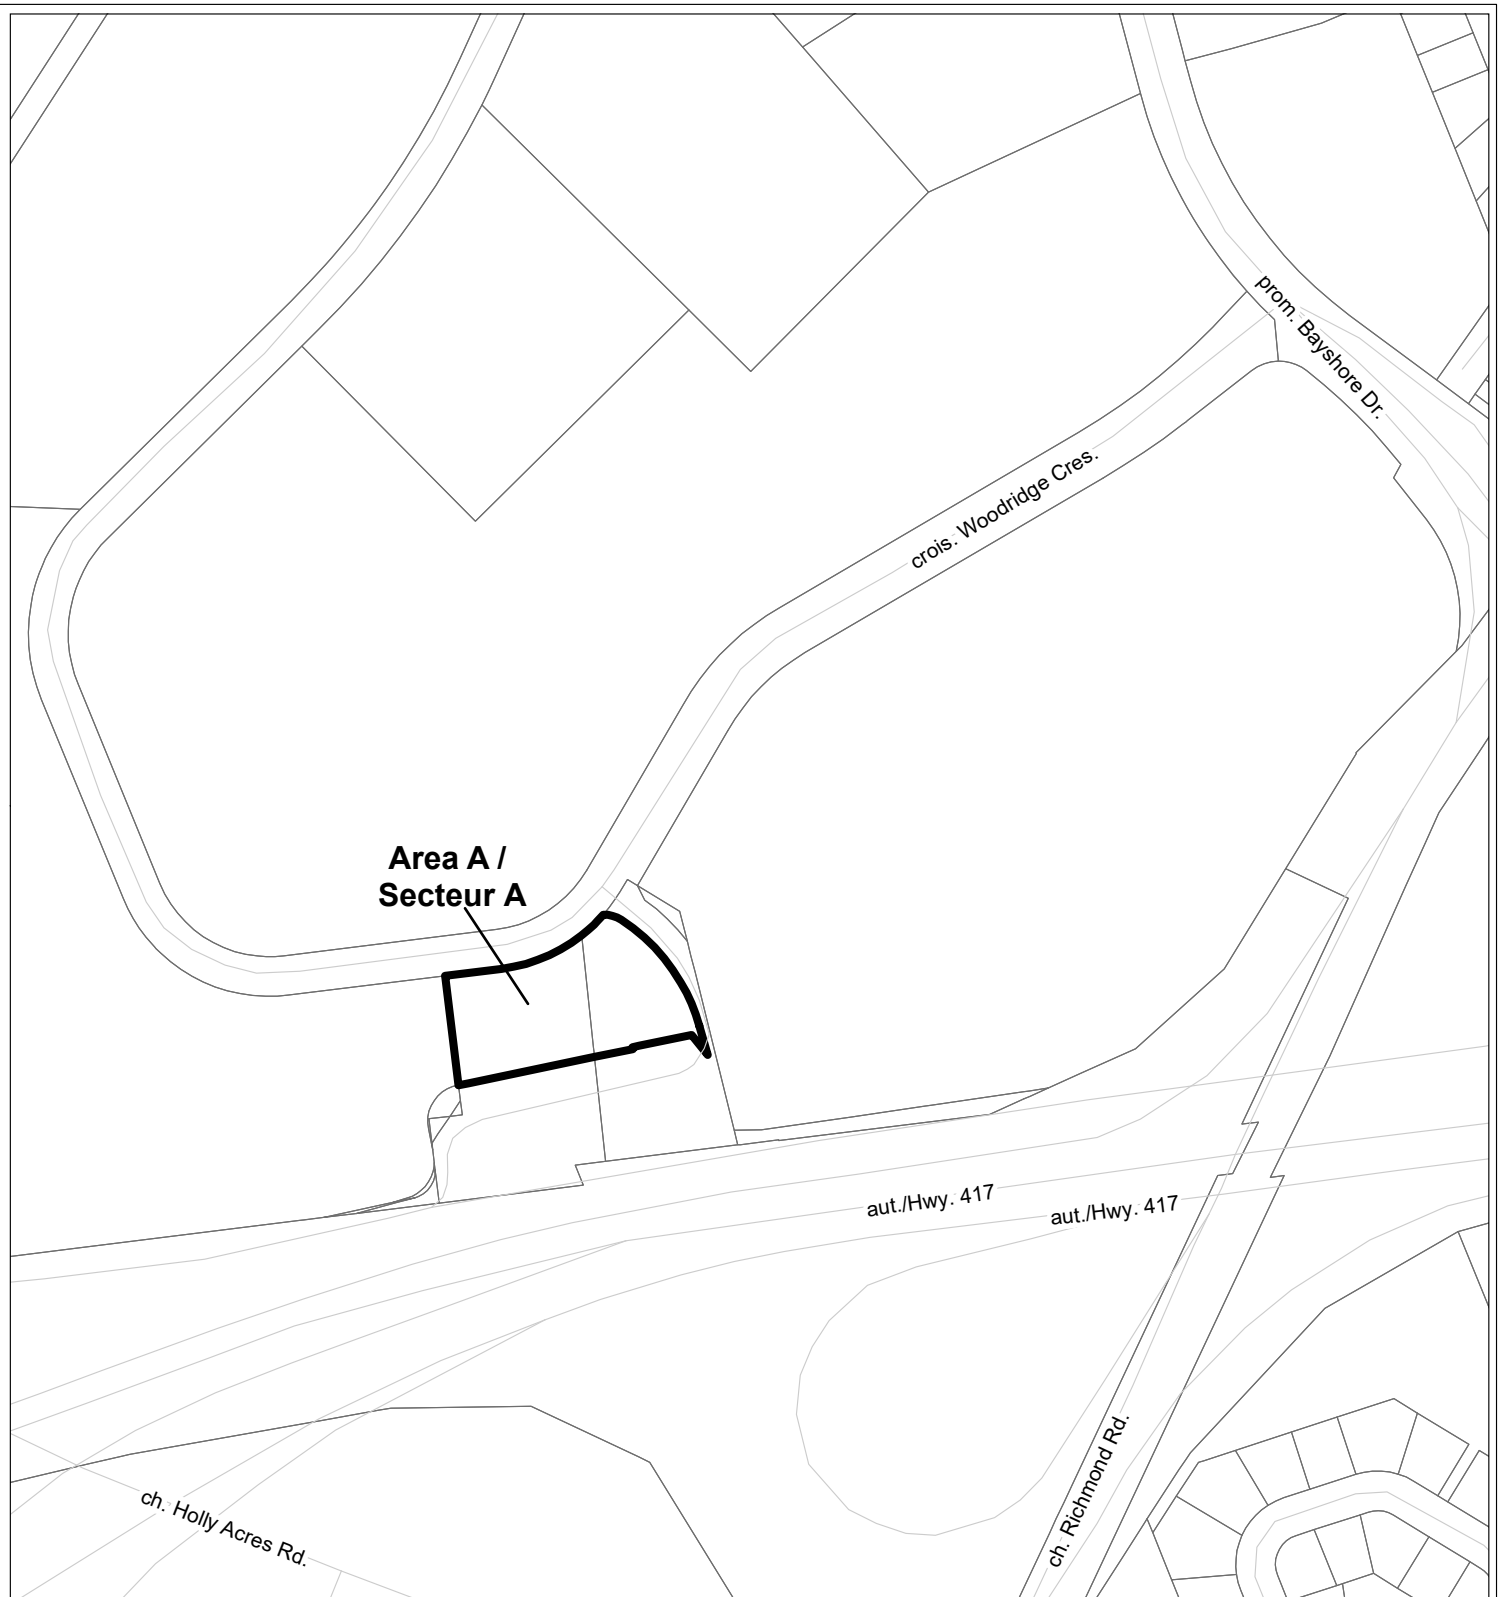 prom. Bayshore Dr.
crois. Woodridge Cres.
Area A /
Secteur A
aut./Hwy. 417
aut./Hwy. 417
ch. Richmond Rd.
ch. Holly Acres Rd.